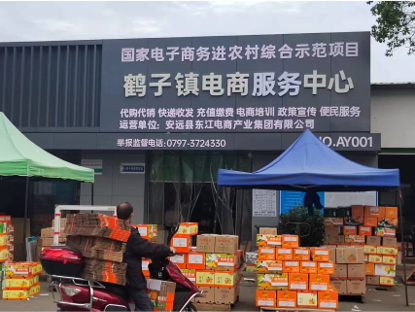 国家电子商务进农村综合示范项目
鹤子镇电商服务中心
代购代销 快递收发 充值缴费 电商培训 政策宣传 便民服务
运营单位：安远县东江电商产业集团有限公司
举报监督电话:0797-3724330
NO.AY001